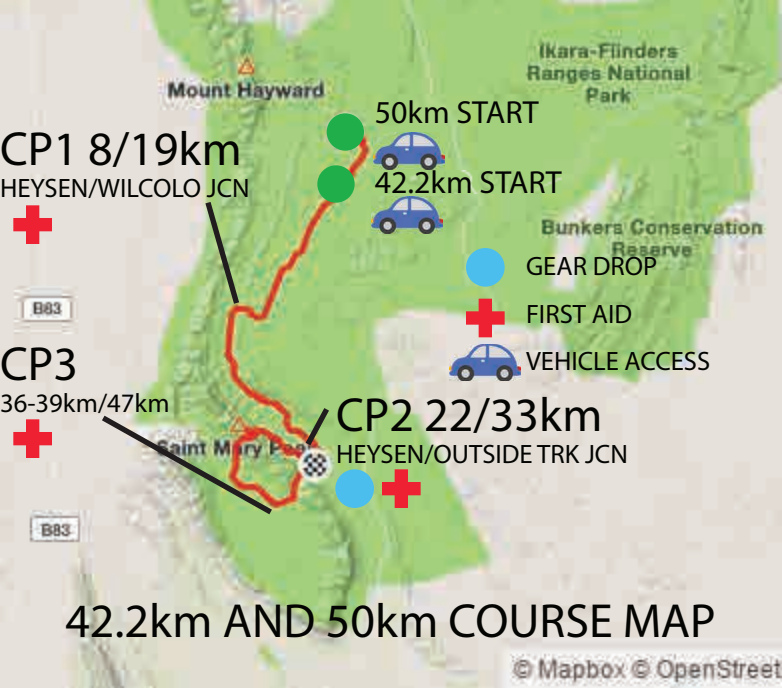 Ikara-Flinders
Ranges National
Park
Mount Hayward
50km START
CP1 8/19km
HEYSEN/WILCOLO JCN
42.2km START
Bunkers Conservation
Reserve
GEAR DROP
B83
FIRST AID
CP3
VEHICLE ACCESS
36-39km/47km
CP2 22/33km
Saint Mary Peak
HEYSEN/OUTSIDE TRK JCN
B83
42.2km AND 50km COURSE MAP
© Mapbox © OpenStreet